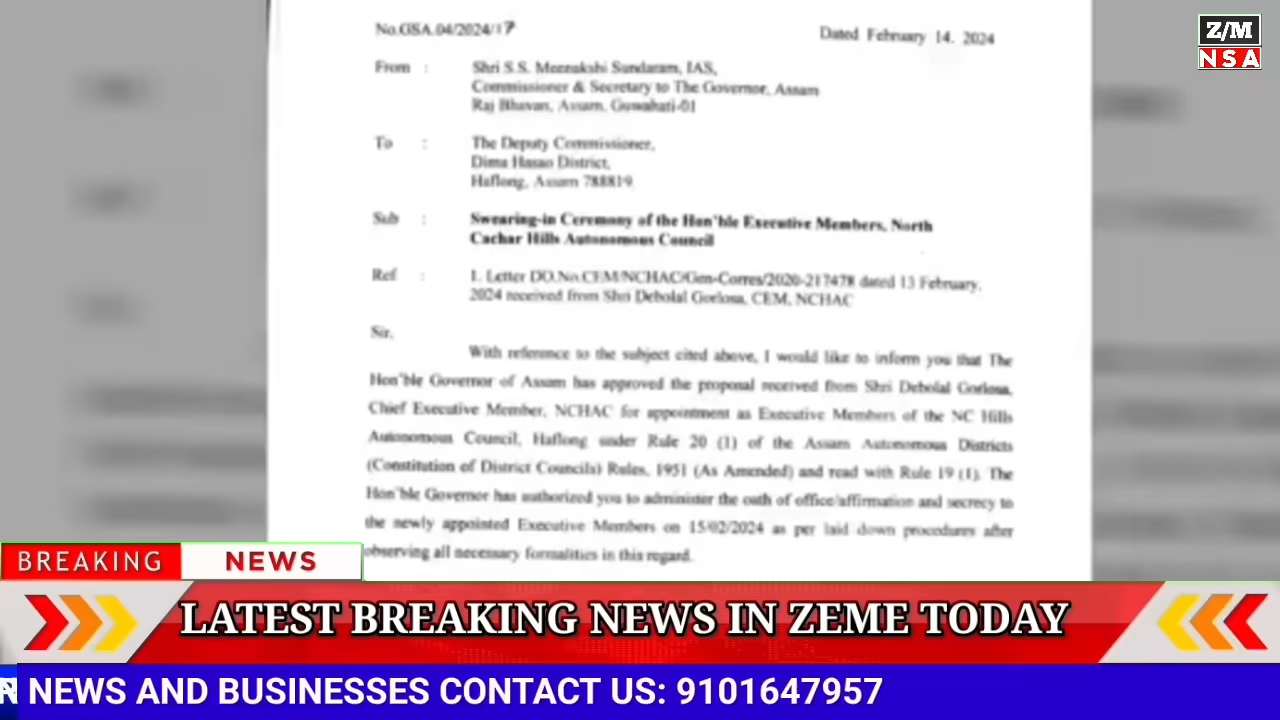 No.GSA.04/2024/17
Dated February 14, 2024
From : Shri S.S. Meenakshi Sundaram, IAS,
Commissioner & Secretary to The Governor, Assam
Raj Bhavan, Assam, Guwahati-01
To : The Deputy Commissioner,
Dima Hasao District,
Haflong, Assam 788819
Sub : Swearing-in Ceremony of the Hon'ble Executive Members, North
Cachar Hills Autonomous Council
Ref : 1. Letter DO.No.CEM/NCHAC/Gen-Corres/2020-217478 dated 13 February,
2024 received from Shri Debolal Gorlosa, CEM, NCHAC
Sir,
With reference to the subject cited above, I would like to inform you that The
Hon'ble Governor of Assam has approved the proposal received from Shri Debolal Gorlosa,
Chief Executive Member, NCHAC for appointment as Executive Members of the NC Hills
Autonomous Council, Haflong under Rule 20 (1) of the Assam Autonomous Districts
(Constitution of District Councils) Rules, 1951 (As Amended) and read with Rule 19 (1). The
Hon'ble Governor has authorized you to administer the oath of office/affirmation and secrecy to
the newly appointed Executive Members on 15/02/2024 as per laid down procedures after
observing all necessary formalities in this regard.
Z/M
NSA
BREAKING NEWS
LATEST BREAKING NEWS IN ZEME TODAY
NEWS AND BUSINESSES CONTACT US: 9101647957